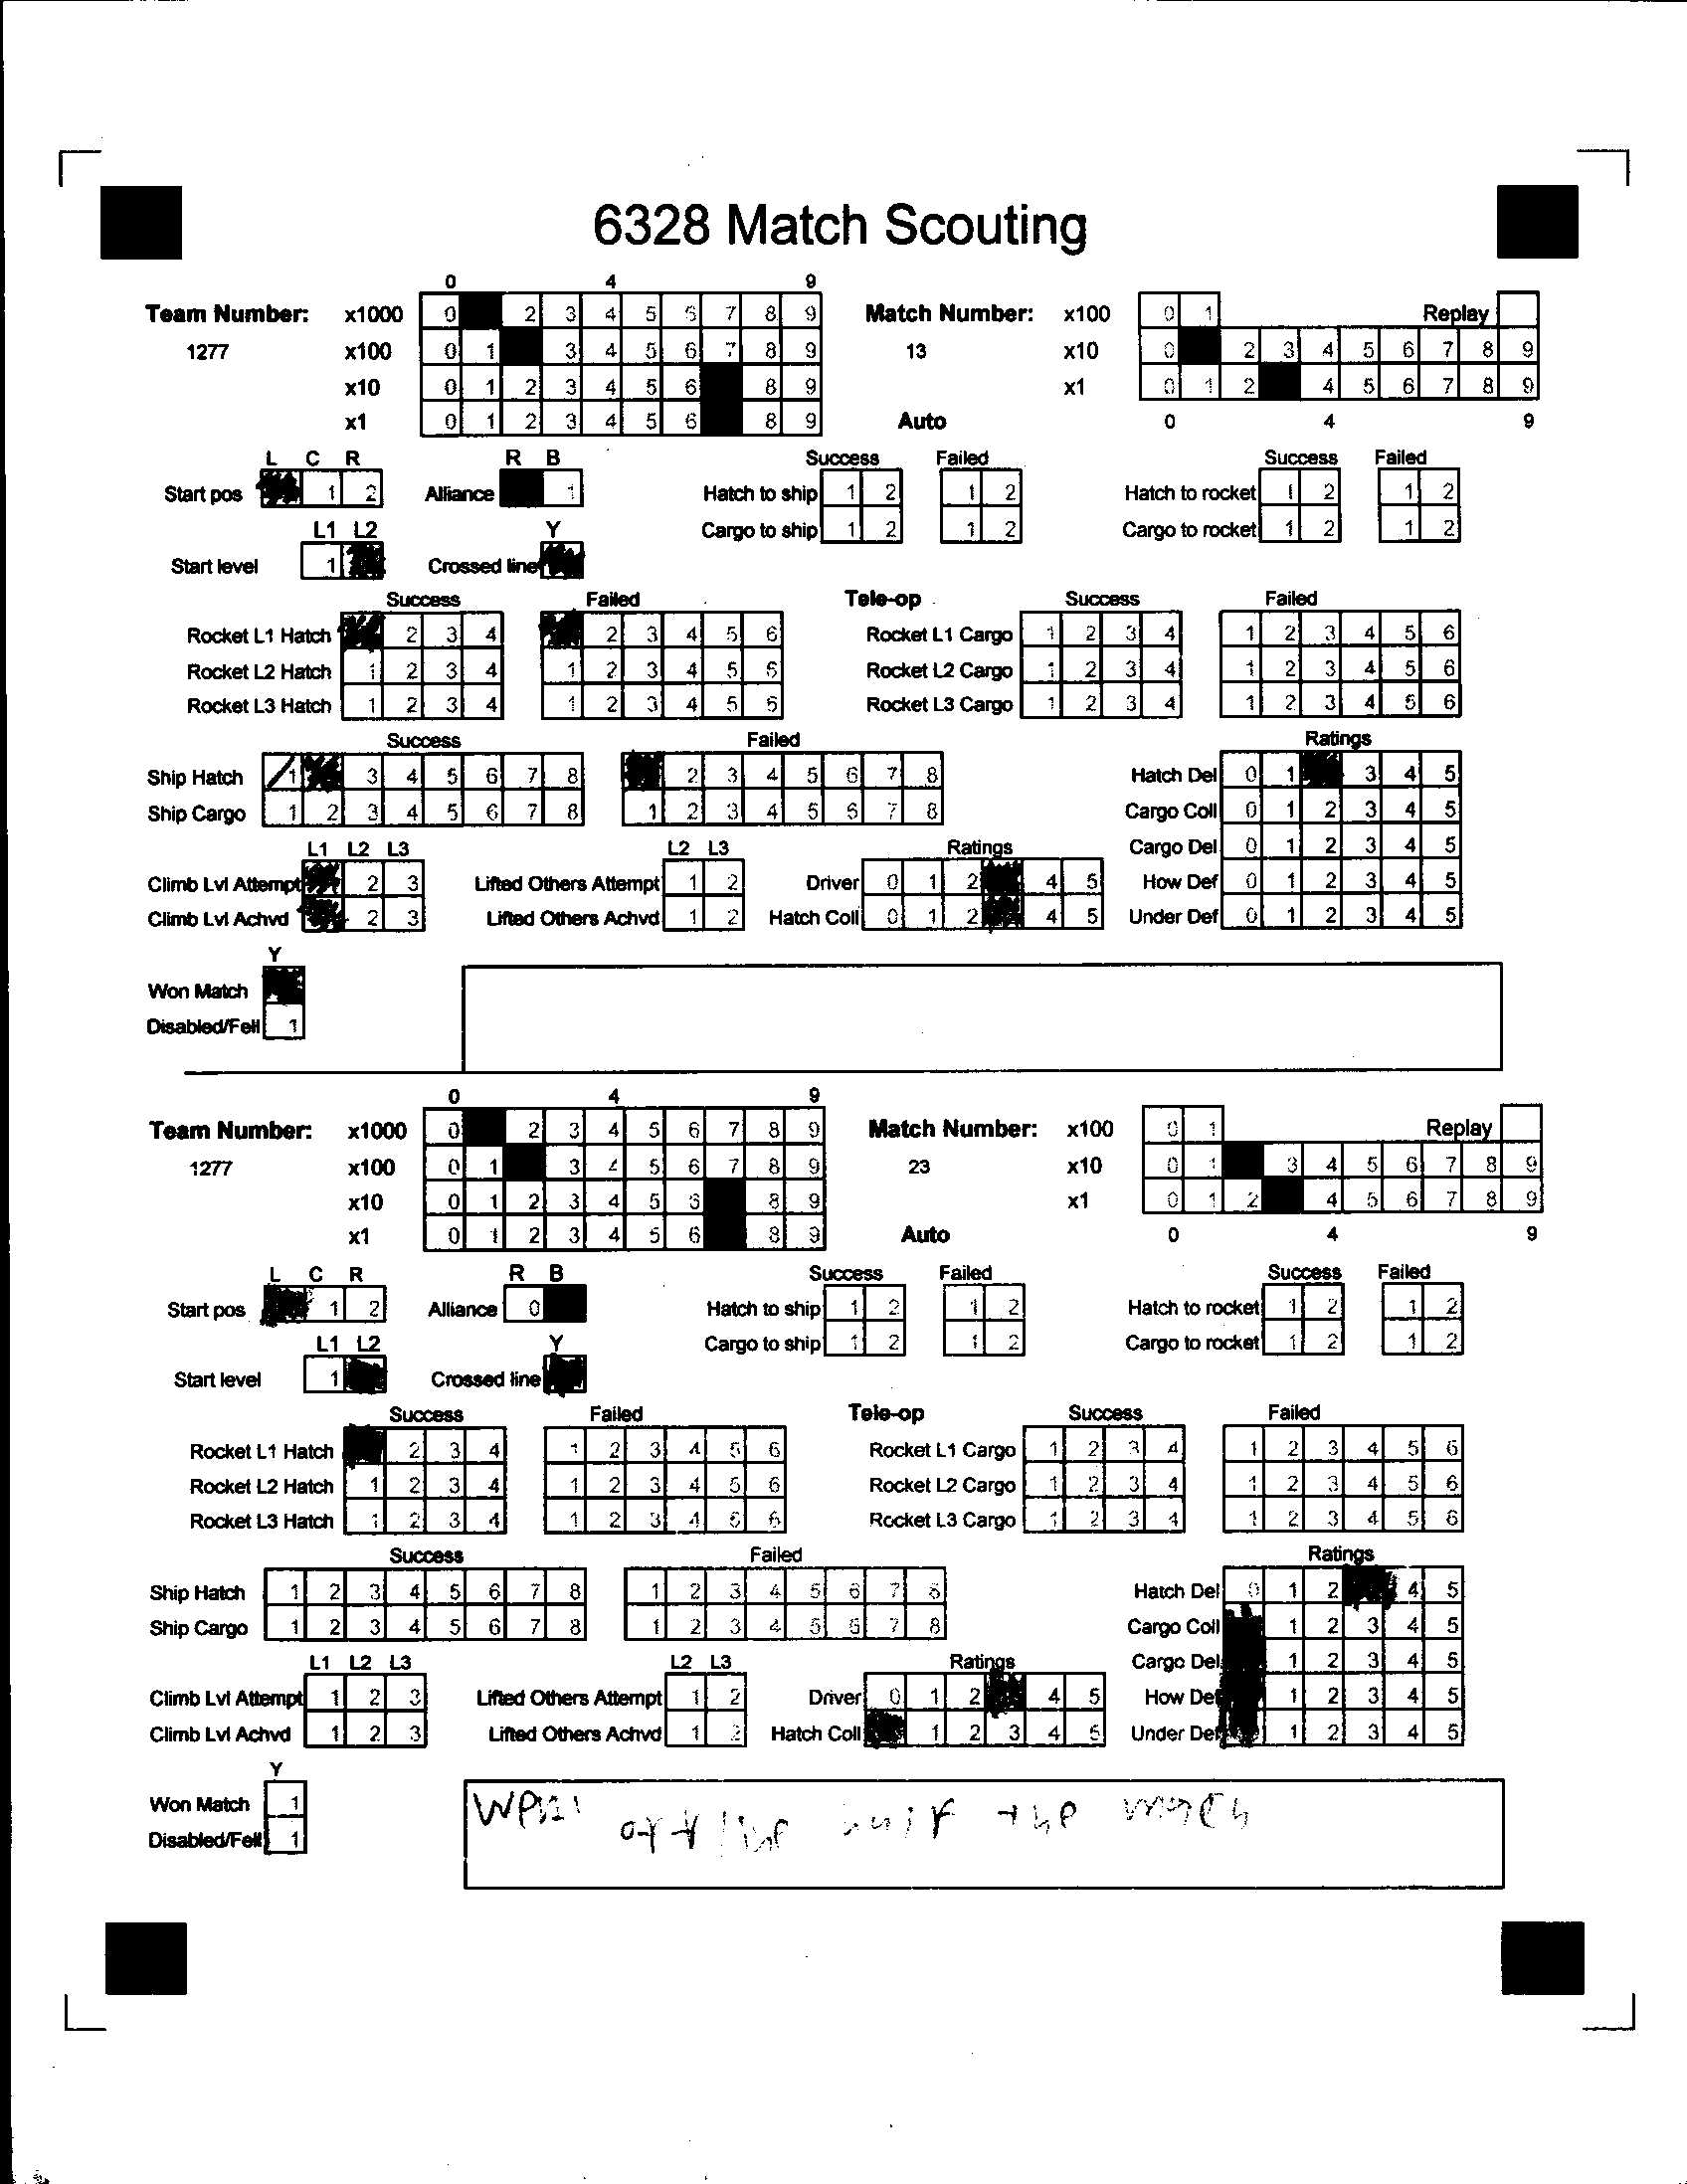 6328 Match Scouting
0 4 9
Team Number: x1000 0 2 3 4 5 6 7 8 9 Match Number: x100 0 1 Replay
1277 x100 0 1 3 4 5 6 7 8 9 13 x10 0 2 3 4 5 6 7 8 9
x10 0 1 2 3 4 5 6 8 9 x1 0 1 2 4 5 6 7 8 9
x1 0 1 2 3 4 5 6 8 9 Auto 0 4 9
L C R R B Success Failed Success Failed
Start pos 1 2 Alliance 1 Hatch to ship 1 2 1 2 Hatch to rocket 1 2 1 2
L1 L2 Y Cargo to ship 1 2 1 2 Cargo to rocket 1 2 1 2
Start level 1 Crossed line
Success Failed Tele-op Success Failed
Rocket L1 Hatch 2 3 4 2 3 4 5 6 Rocket L1 Cargo 1 2 3 4 1 2 3 4 5 6
Rocket L2 Hatch 1 2 3 4 1 2 3 4 5 6 Rocket L2 Cargo 1 2 3 4 1 2 3 4 5 6
Rocket L3 Hatch 1 2 3 4 1 2 3 4 5 6 Rocket L3 Cargo 1 2 3 4 1 2 3 4 5 6
Success Failed Ratings
Ship Hatch 1 3 4 5 6 7 8 2 3 4 5 6 7 8 Hatch Del 0 1 3 4 5
Ship Cargo 1 2 3 4 5 6 7 8 1 2 3 4 5 6 7 8 Cargo Coll 0 1 2 3 4 5
L1 L2 L3 L2 L3 Ratings Cargo Del 0 1 2 3 4 5
Climb Lvl Attempt 2 3 Lifted Others Attempt 1 2 Driver 0 1 2 4 5 How Def 0 1 2 3 4 5
Climb Lvl Achvd 2 3 Lifted Others Achvd 1 2 Hatch Coll 0 1 2 4 5 Under Def 0 1 2 3 4 5
Y
Won Match
Disabled/Fell 1
0 4 9
Team Number: x1000 0 2 3 4 5 6 7 8 9 Match Number: x100 0 1 Replay
1277 x100 0 1 3 4 5 6 7 8 9 23 x10 0 1 3 4 5 6 7 8 9
x10 0 1 2 3 4 5 6 8 9 x1 0 1 2 4 5 6 7 8 9
x1 0 1 2 3 4 5 6 8 9 Auto 0 4 9
L C R R B Success Failed Success Failed
Start pos 1 2 Alliance 0 Hatch to ship 1 2 1 2 Hatch to rocket 1 2 1 2
L1 L2 Y Cargo to ship 1 2 1 2 Cargo to rocket 1 2 1 2
Start level 1 Crossed line
Success Failed Tele-op Success Failed
Rocket L1 Hatch 2 3 4 1 2 3 4 5 6 Rocket L1 Cargo 1 2 3 4 1 2 3 4 5 6
Rocket L2 Hatch 1 2 3 4 1 2 3 4 5 6 Rocket L2 Cargo 1 2 3 4 1 2 3 4 5 6
Rocket L3 Hatch 1 2 3 4 1 2 3 4 5 6 Rocket L3 Cargo 1 2 3 4 1 2 3 4 5 6
Success Failed Ratings
Ship Hatch 1 2 3 4 5 6 7 8 1 2 3 4 5 6 7 8 Hatch Del 0 1 2 4 5
Ship Cargo 1 2 3 4 5 6 7 8 1 2 3 4 5 6 7 8 Cargo Coll 1 2 3 4 5
L1 L2 L3 L2 L3 Ratings Cargo Del 1 2 3 4 5
Climb Lvl Attempt 1 2 3 Lifted Others Attempt 1 2 Driver 0 1 2 4 5 How Def 1 2 3 4 5
Climb Lvl Achvd 1 2 3 Lifted Others Achvd 1 2 Hatch Coll 1 2 3 4 5 Under Def 1 2 3 4 5
Y
Won Match 1
Disabled/Fell 1
the match